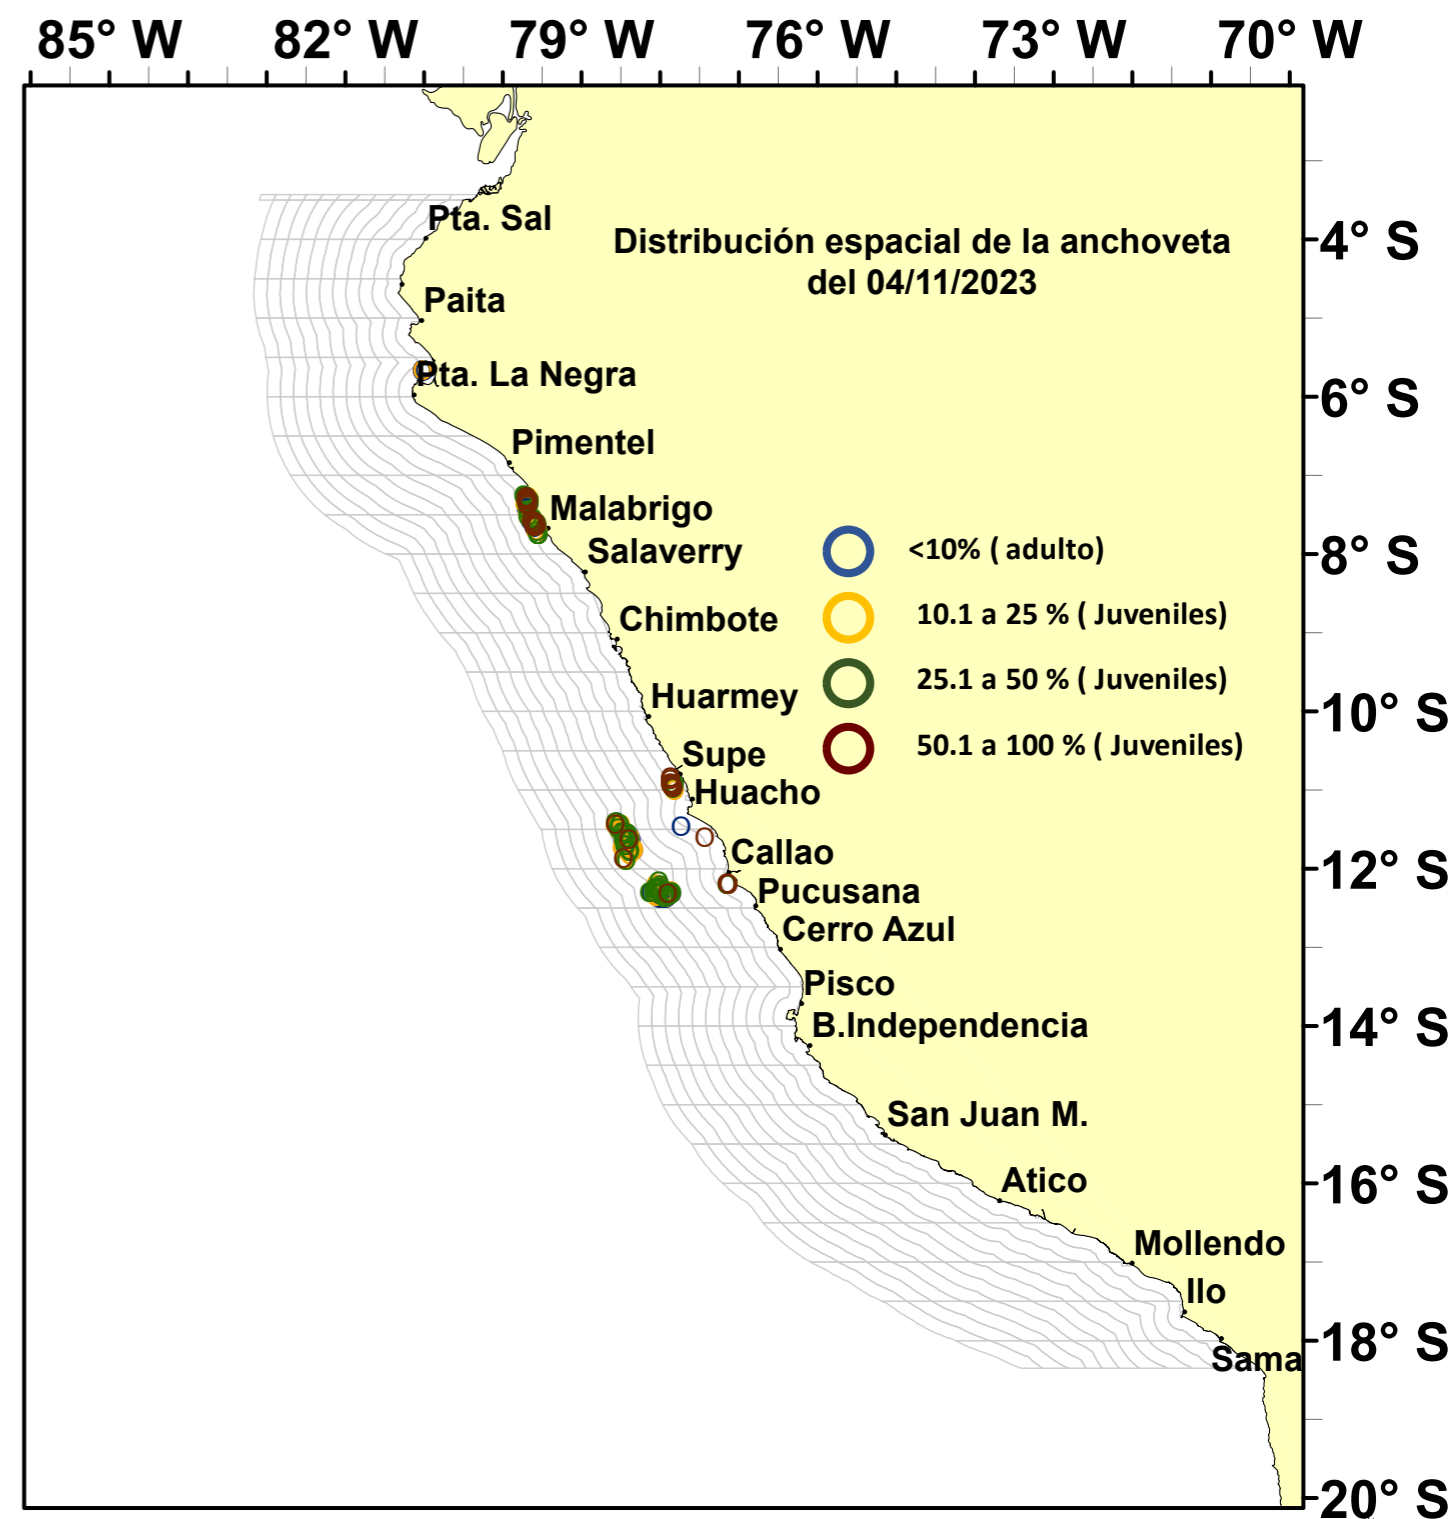 85° W 82° W 79° W 76° W 73° W 70° W
Pta. Sal
Distribución espacial de la anchoveta
del 04/11/2023
4° S
Paita
Pta. La Negra
6° S
Pimentel
Malabrigo
Salaverry
<10% ( adulto)
8° S
Chimbote
10.1 a 25 % ( Juveniles)
25.1 a 50 % ( Juveniles)
Huarmey
10° S
50.1 a 100 % ( Juveniles)
Supe
Huacho
Callao
12° S
Pucusana
Cerro Azul
Pisco
B.Independencia
14° S
San Juan M.
Atico
16° S
Mollendo
Ilo
18° S
Sama
20° S